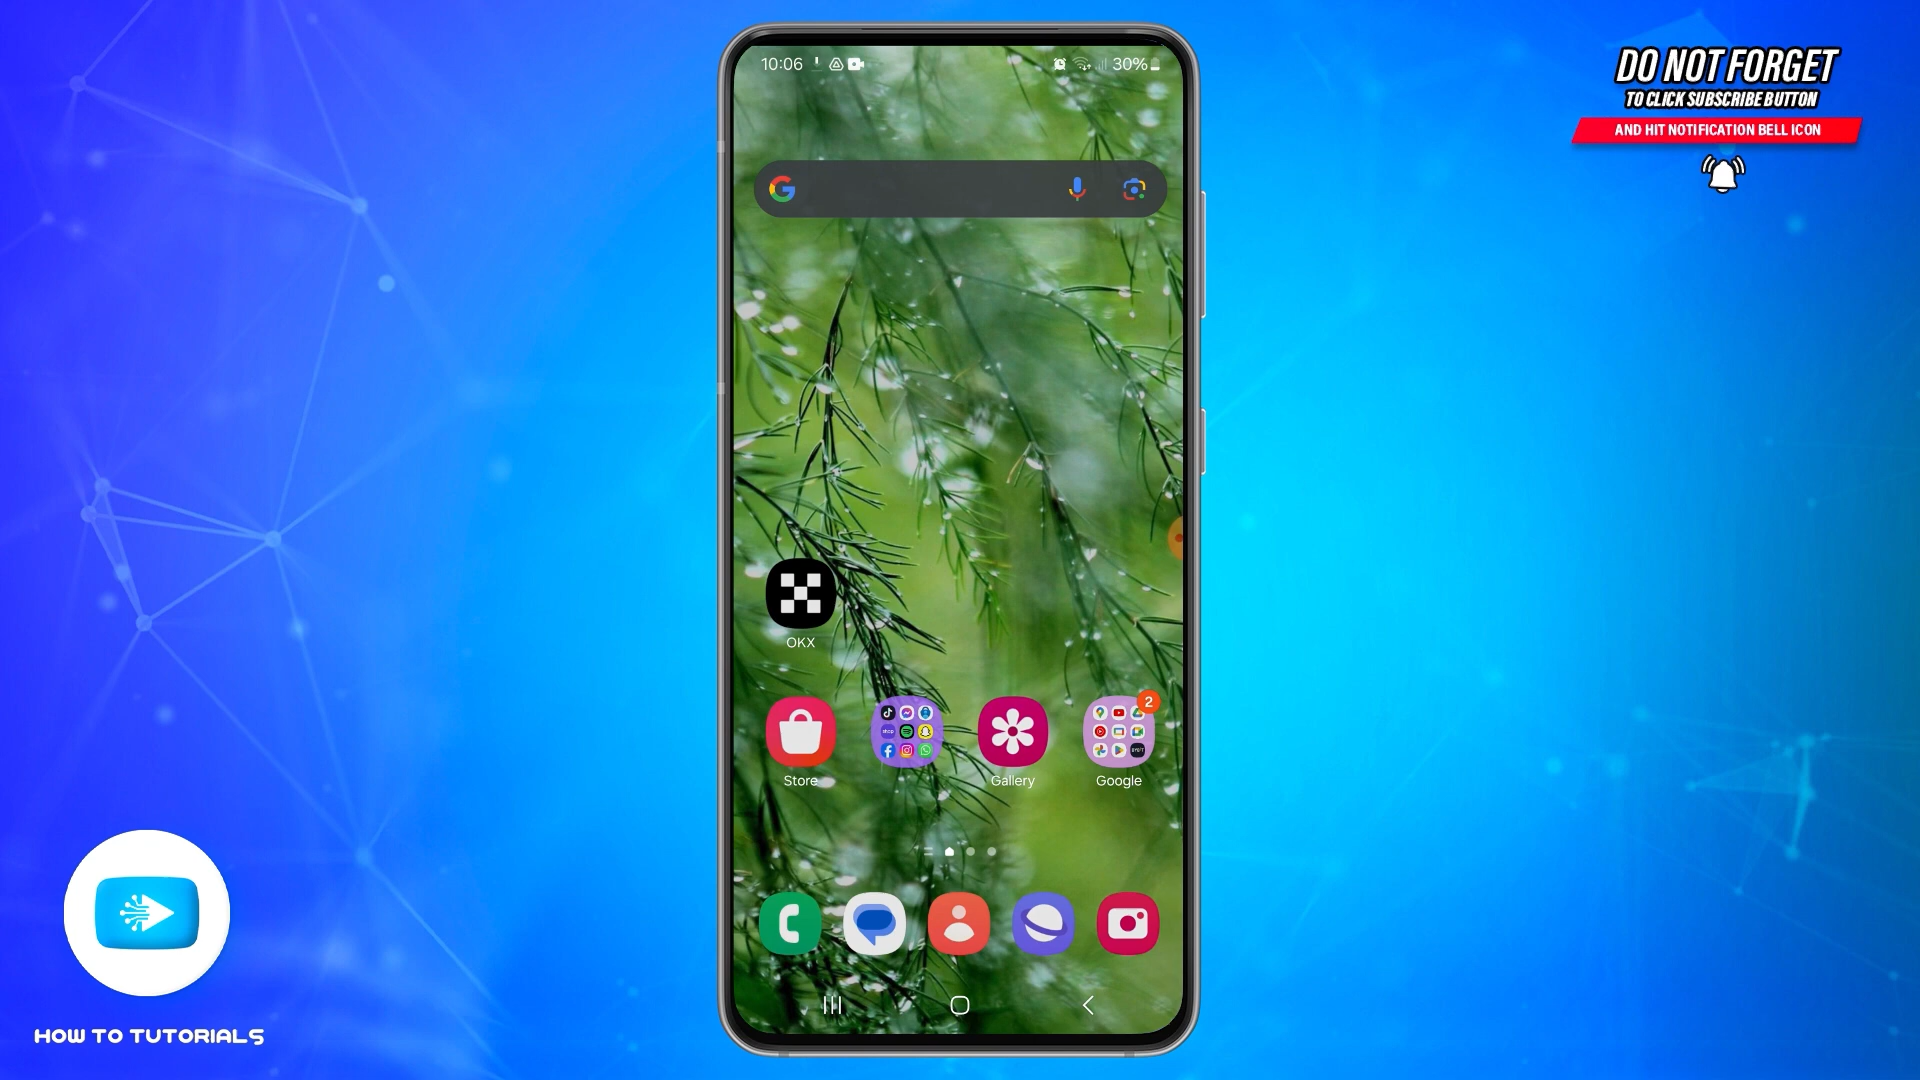 10:06
30%
OKX
Store
Gallery
2
Google
DO NOT FORGET
TO CLICK SUBSCRIBE BUTTON
AND HIT NOTIFICATION BELL ICON
HOW TO TUTORIALS